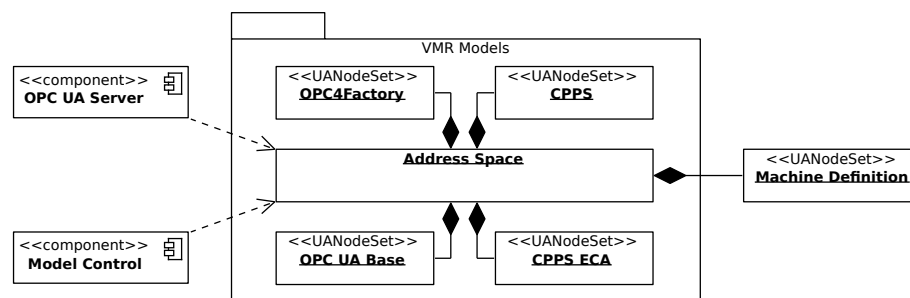 VMR Models
<<component>>
OPC UA Server
<<UANodeSet>>
OPC4Factory
<<UANodeSet>>
CPPS
Address Space
<<UANodeSet>>
Machine Definition
<<component>>
Model Control
<<UANodeSet>>
OPC UA Base
<<UANodeSet>>
CPPS ECA